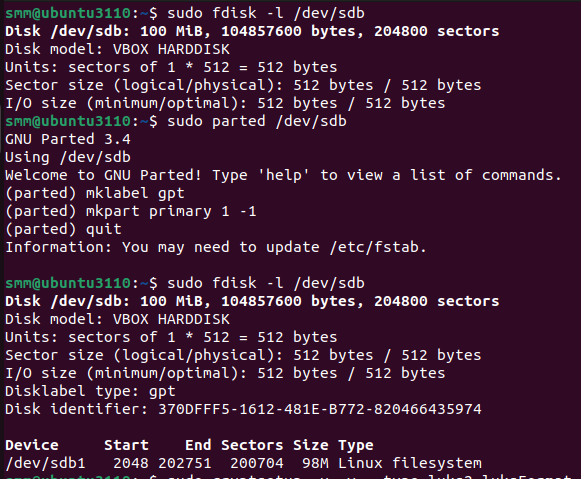 smm@ubuntu3110:~$ sudo fdisk -l /dev/sdb
Disk /dev/sdb: 100 MiB, 104857600 bytes, 204800 sectors
Disk model: VBOX HARDDISK
Units: sectors of 1 * 512 = 512 bytes
Sector size (logical/physical): 512 bytes / 512 bytes
I/O size (minimum/optimal): 512 bytes / 512 bytes
smm@ubuntu3110:~$ sudo parted /dev/sdb
GNU Parted 3.4
Using /dev/sdb
Welcome to GNU Parted! Type 'help' to view a list of commands.
(parted) mklabel gpt
(parted) mkpart primary 1 -1
(parted) quit
Information: You may need to update /etc/fstab.
smm@ubuntu3110:~$ sudo fdisk -l /dev/sdb
Disk /dev/sdb: 100 MiB, 104857600 bytes, 204800 sectors
Disk model: VBOX HARDDISK
Units: sectors of 1 * 512 = 512 bytes
Sector size (logical/physical): 512 bytes / 512 bytes
I/O size (minimum/optimal): 512 bytes / 512 bytes
Disklabel type: gpt
Disk identifier: 370DFFF5-1612-481E-B772-820466435974
Device Start End Sectors Size Type
/dev/sdb1 2048 202751 200704 98M Linux filesystem